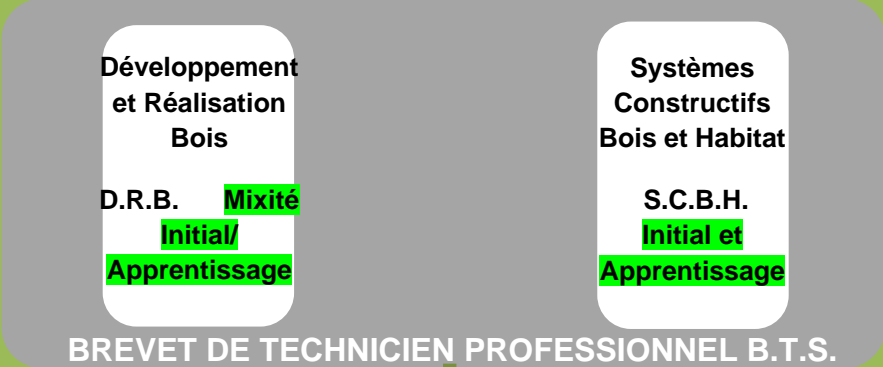 Développement
et Réalisation
Bois
D.R.B. Mixité
Initial/
Apprentissage
Systèmes
Constructifs
Bois et Habitat
S.C.B.H.
Initial et
Apprentissage
BREVET DE TECHNICIEN PROFESSIONNEL B.T.S.